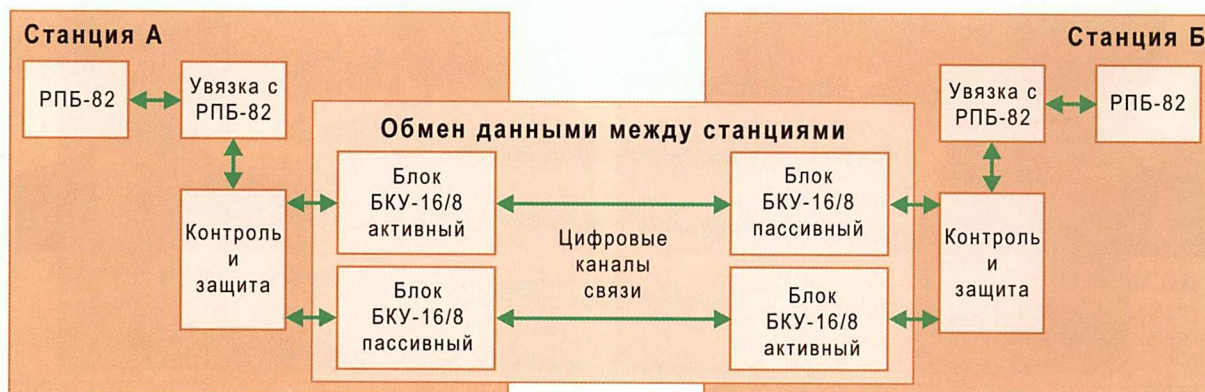 Станция А
Станция Б
РПБ-82
Увязка с
РПБ-82
Увязка с
РПБ-82
РПБ-82
Обмен данными между станциями
Контроль
и
защита
Блок
БКУ-16/8
активный
Цифровые
каналы
связи
Блок
БКУ-16/8
пассивный
Контроль
и
защита
Блок
БКУ-16/8
пассивный
Блок
БКУ-16/8
активный